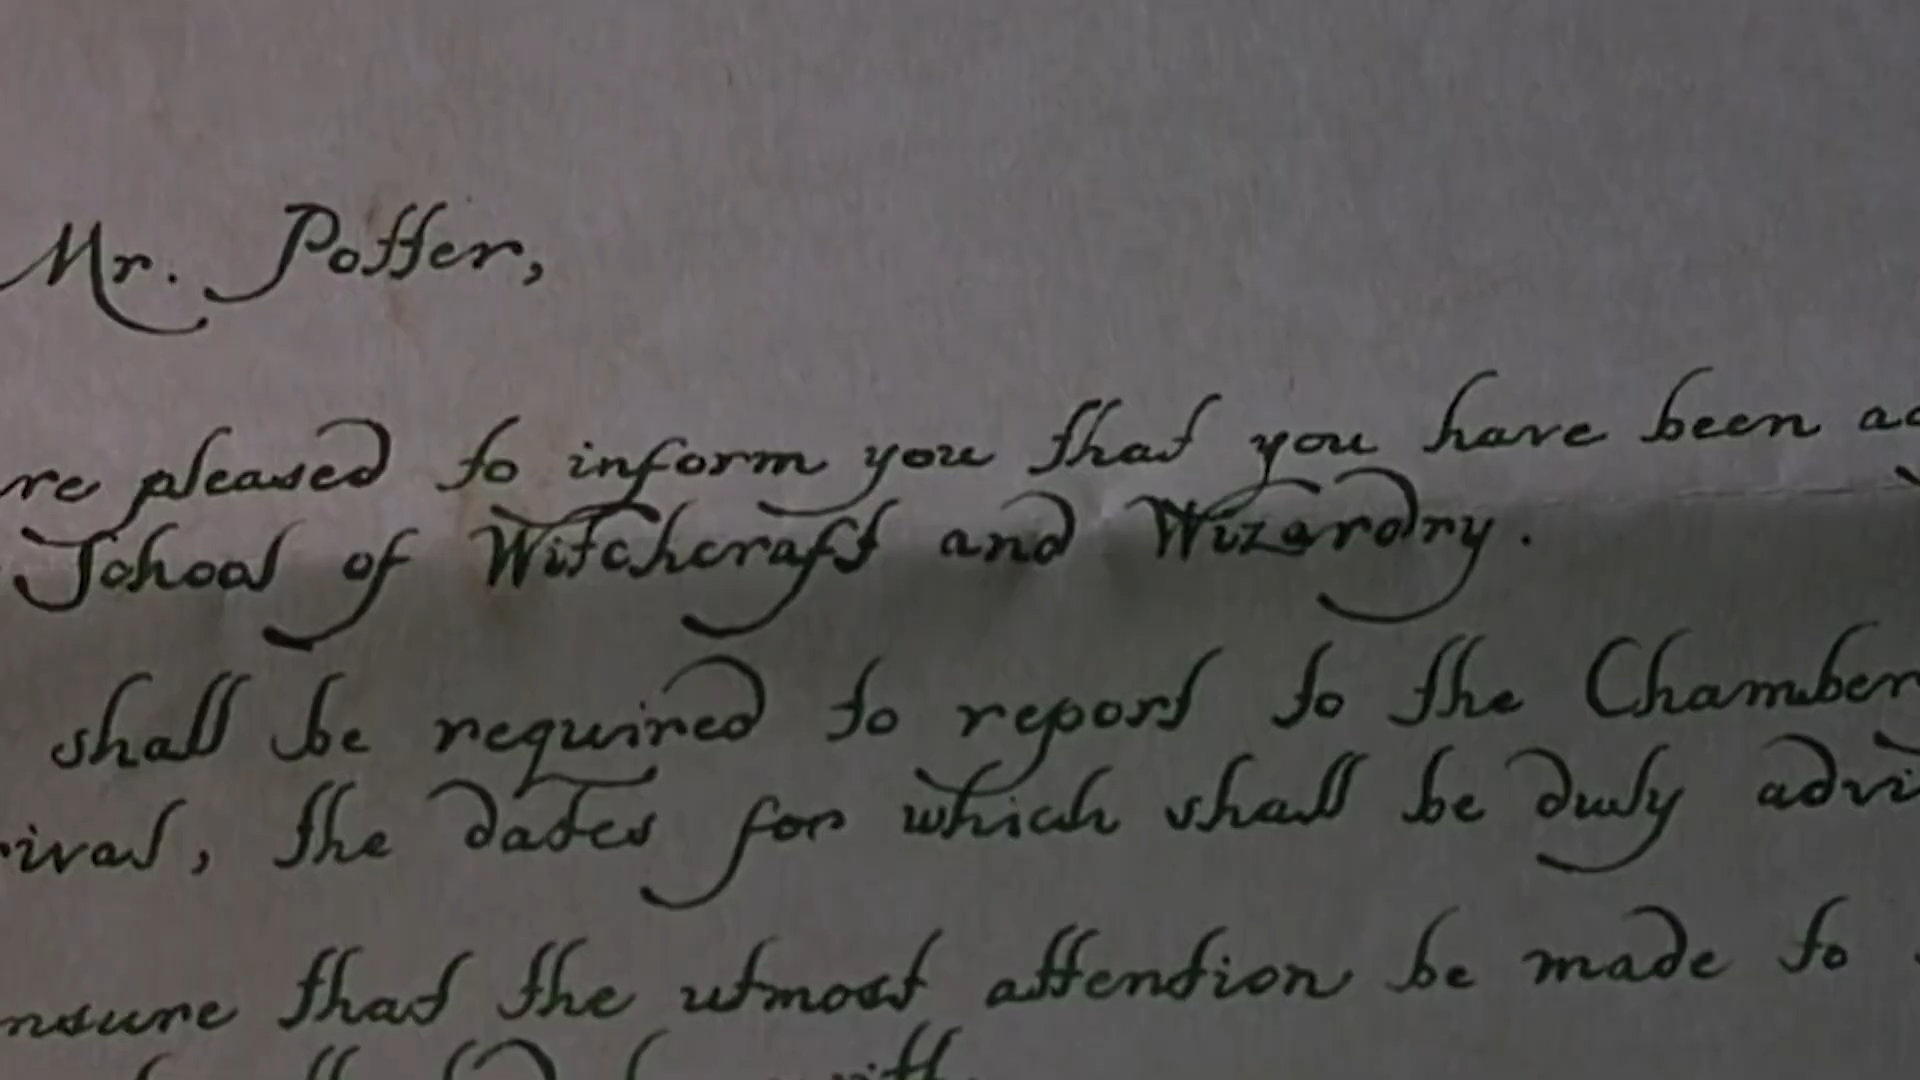 Mr. Potter,
re pleased to inform you that you have been ac
School of Witchcraft and Wizardry.
shall be required to report to the Chamber
rival, the dates for which shall be duly advi
nsure that the utmost attention be made to